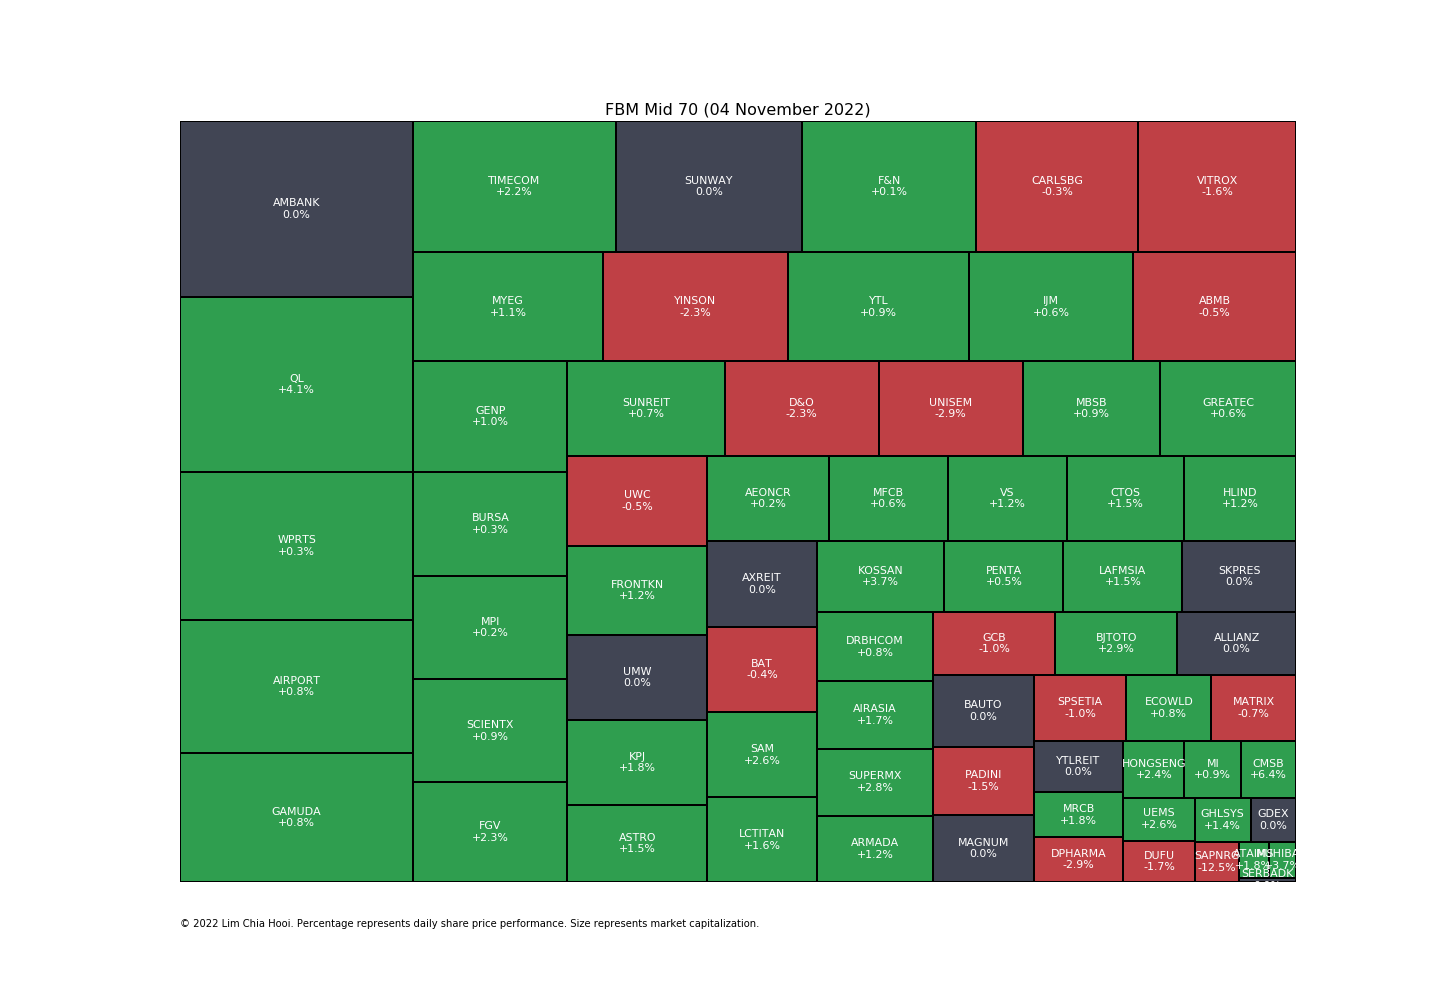 FBM Mid 70 (04 November 2022)
AMBANK
0.0%
QL
+4.1%
WPRTS
+0.3%
AIRPORT
+0.8%
GAMUDA
+0.8%
TIMECOM
+2.2%
SUNWAY
0.0%
F&N
+0.1%
CARLSBG
-0.3%
VITROX
-1.6%
MYEG
+1.1%
YINSON
-2.3%
YTL
+0.9%
IJM
+0.6%
ABMB
-0.5%
GENP
+1.0%
BURSA
+0.3%
MPI
+0.2%
SCIENTX
+0.9%
FGV
+2.3%
SUNREIT
+0.7%
D&O
-2.3%
UNISEM
-2.9%
MBSB
+0.9%
GREATEC
+0.6%
UWC
-0.5%
FRONTKN
+1.2%
UMW
0.0%
KPJ
+1.8%
ASTRO
+1.5%
AEONCR
+0.2%
MFCB
+0.6%
VS
+1.2%
CTOS
+1.5%
HLIND
+1.2%
AXREIT
0.0%
BAT
-0.4%
SAM
+2.6%
LCTITAN
+1.6%
KOSSAN
+3.7%
PENTA
+0.5%
LAFMSIA
+1.5%
SKPRES
0.0%
DRBHCOM
+0.8%
AIRASIA
+1.7%
SUPERMX
+2.8%
ARMADA
+1.2%
GCB
-1.0%
BJTOTO
+2.9%
ALLIANZ
0.0%
BAUTO
0.0%
PADINI
-1.5%
MAGNUM
0.0%
SPSETIA
-1.0%
ECOWLD
+0.8%
MATRIX
-0.7%
YTLREIT
0.0%
MRCB
+1.8%
DPHARMA
-2.9%
HONGSENG
+2.4%
MI
+0.9%
CMSB
+6.4%
UEMS
+2.6%
GHLSYS
+1.4%
GDEX
0.0%
DUFU
-1.7%
SAPNRG
-12.5%
+1.8%
+3.7%
SERBADK
© 2022 Lim Chia Hooi. Percentage represents daily share price performance. Size represents market capitalization.